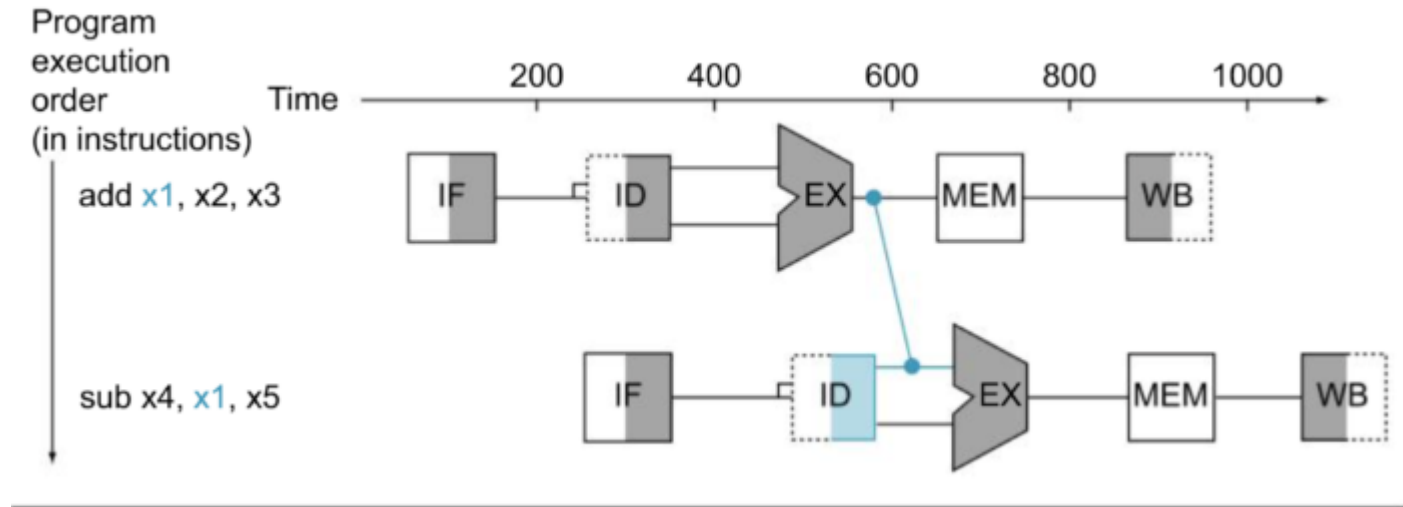 Program
execution
order
(in instructions)
Time
200 400 600 800 1000
add x1, x2, x3
IF ID EX MEM WB
sub x4, x1, x5
IF ID EX MEM WB